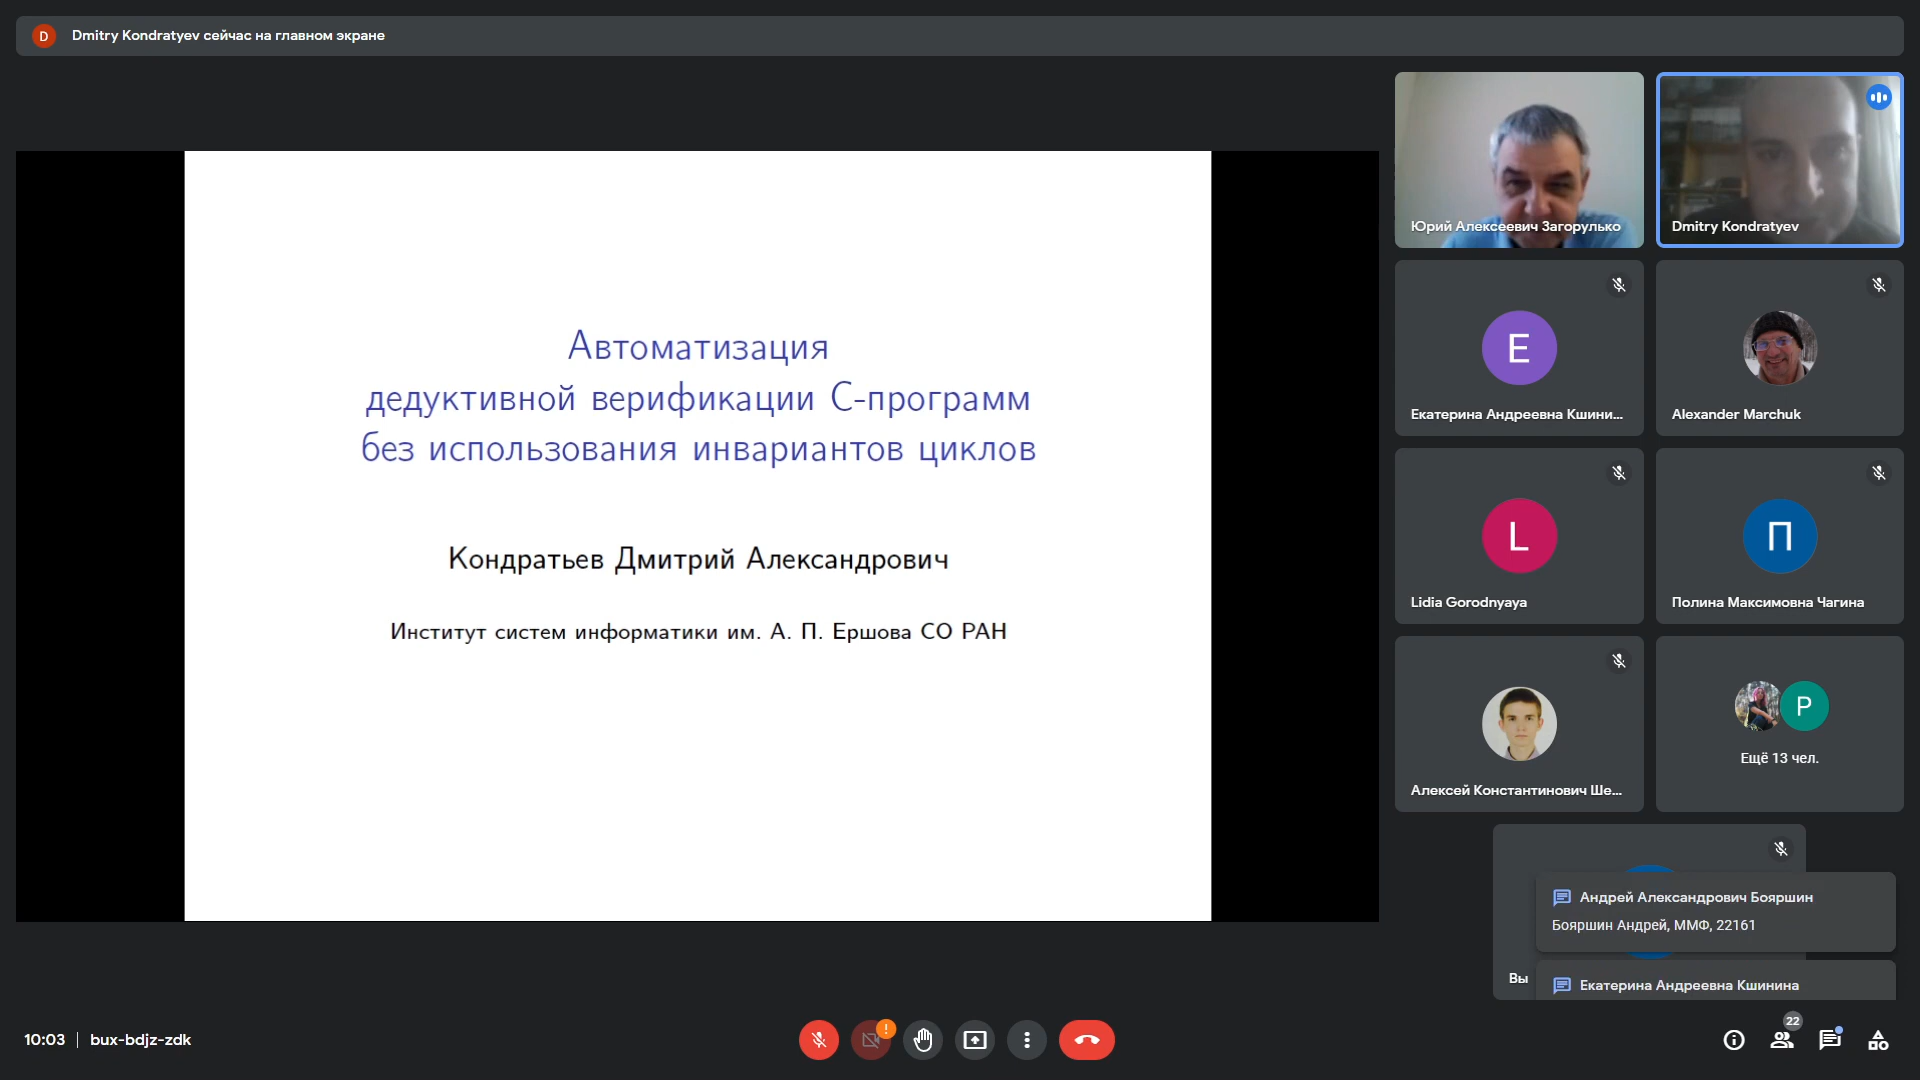 D
Dmitry Kondratyev сейчас на главном экране
Автоматизация
дедуктивной верификации С-программ
без использования инвариантов циклов
Кондратьев Дмитрий Александрович
Институт систем информатики им. А. П. Ершова СО РАН
Юрий Алексеевич Загорулько
Dmitry Kondratyev
E
Екатерина Андреевна Кшини...
Alexander Marchuk
L
Lidia Gorodnyaya
П
Полина Максимовна Чагина
Алексей Константинович Ше...
P
Ещё 13 чел.
Вы
Андрей Александрович Бояршин
Бояршин Андрей, ММФ, 22161
Екатерина Андреевна Кшинина
10:03
bux-bdjz-zdk
!
22